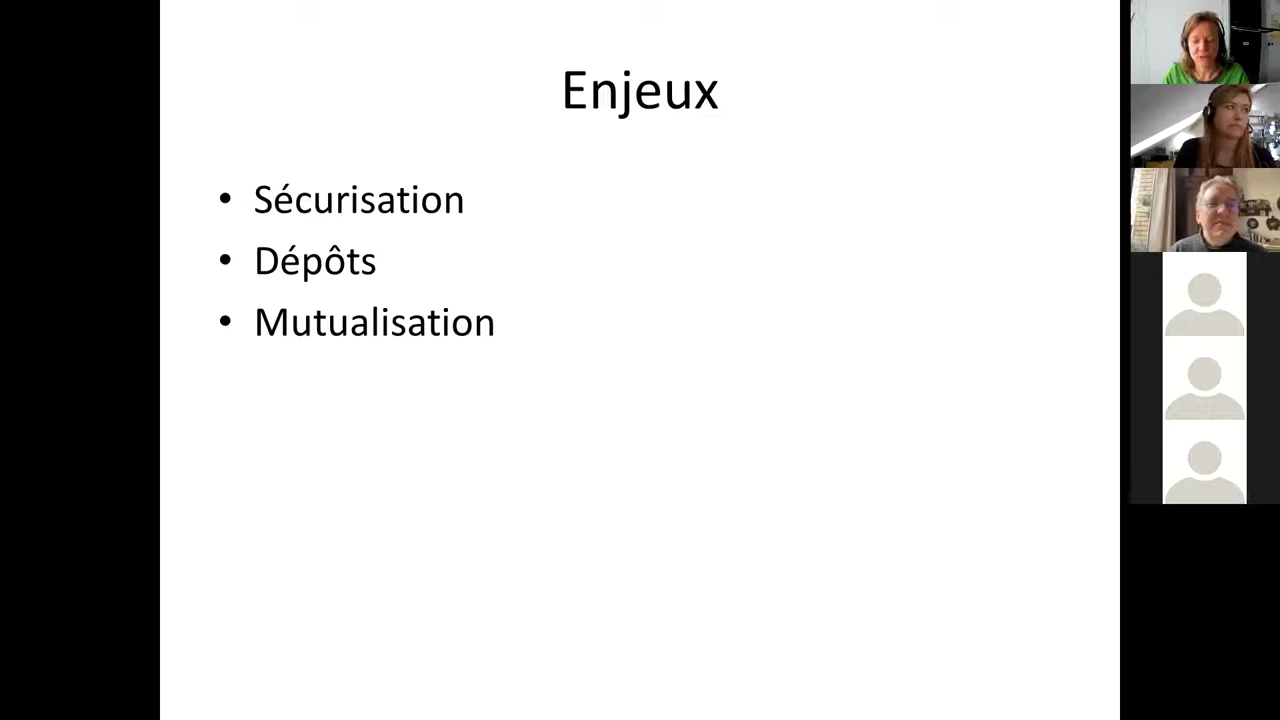 Enjeux
• Sécurisation
• Dépôts
• Mutualisation